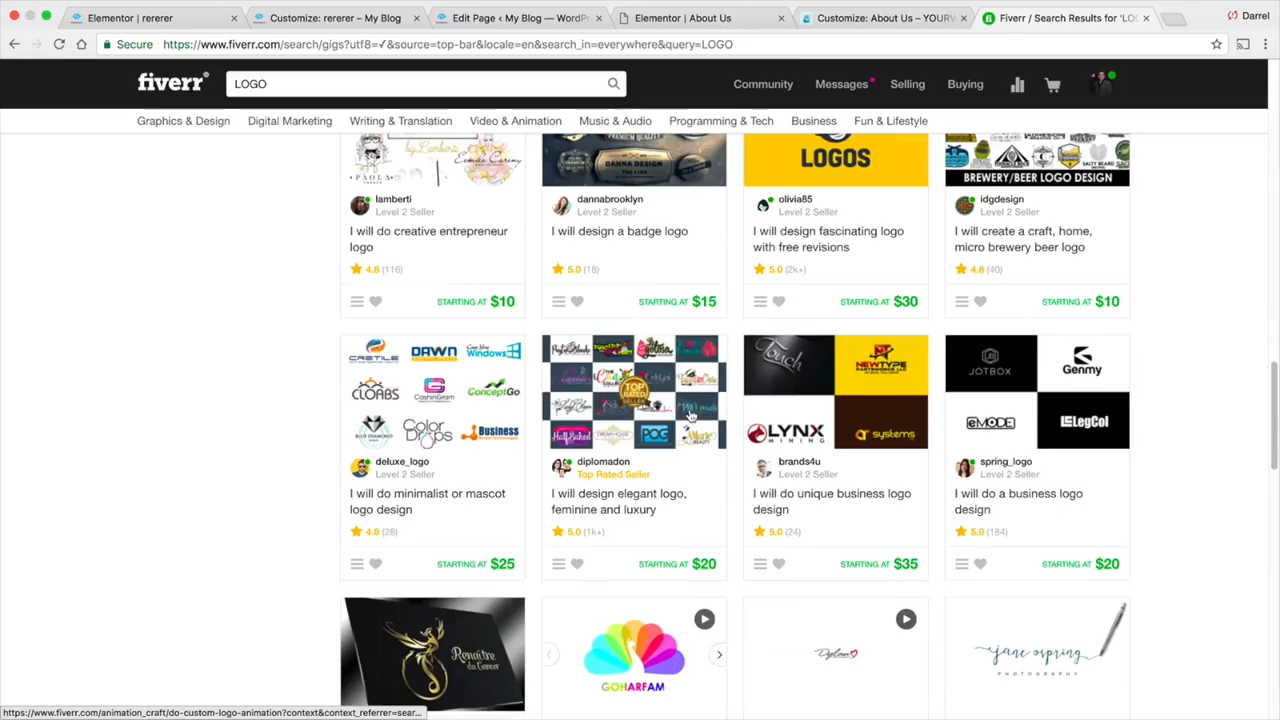 Elementor | rererer
Customize: rererer – My Blog
Edit Page ‹ My Blog — WordPr
Elementor | About Us
Customize: About Us – YOURW
Fiverr / Search Results for 'LO
Darrel
Secure
https://www.fiverr.com/search/gigs?utf8=✓&source=top-bar&locale=en&search_in=everywhere&query=LOGO
fiverr®
LOGO
Community
Messages
Selling
Buying
Graphics & Design
Digital Marketing
Writing & Translation
Video & Animation
Music & Audio
Programming & Tech
Business
Fun & Lifestyle
PAOLA
DANNA DESIGN
LOGOS
BREWERY/BEER LOGO DESIGN
lamberti
Level 2 Seller
I will do creative entrepreneur
logo
4.8 (116)
STARTING AT $10
dannabrooklyn
Level 2 Seller
I will design a badge logo
5.0 (18)
STARTING AT $15
olivia85
Level 2 Seller
I will design fascinating logo
with free revisions
5.0 (2k+)
STARTING AT $30
idgdesign
Level 2 Seller
I will create a craft, home,
micro brewery beer logo
4.8 (40)
STARTING AT $10
CRETILE
DAWN
Windows
CLOABS
CASHINGRAM
ConceptGo
BLUE DIAMOND
Color Drops
Business
deluxe_logo
Level 2 Seller
I will do minimalist or mascot
logo design
4.8 (28)
STARTING AT $25
TOP
RATED
HalfBaked
POG
diplomadon
Top Rated Seller
I will design elegant logo,
feminine and luxury
5.0 (1k+)
STARTING AT $20
Touch
NEWTYPE
LYNX
MINING
systems
brands4u
Level 2 Seller
I will do unique business logo
design
5.0 (24)
STARTING AT $35
JOTBOX
Genmy
eMODE
LEgCol
spring_logo
Level 2 Seller
I will do a business logo
design
5.0 (184)
STARTING AT $20
GOHARFAM
Dylan
jane ospring
PHOTOGRAPHY
https://www.fiverr.com/animation_craft/do-custom-logo-animation?context&context_referrer=sear...